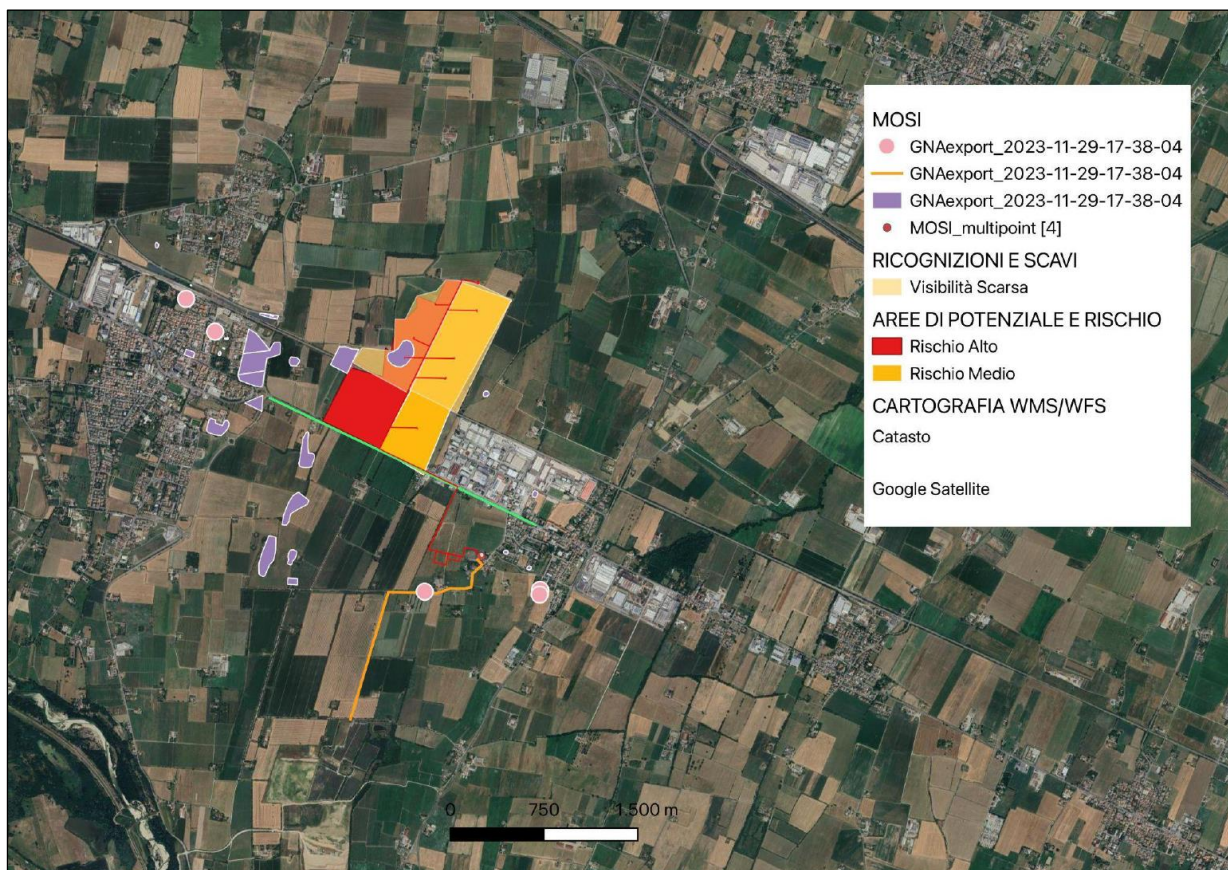 MOSI
GNAexport_2023-11-29-17-38-04
GNAexport_2023-11-29-17-38-04
GNAexport_2023-11-29-17-38-04
MOSI_multipoint [4]
RICOGNIZIONI E SCAVI
Visibilità Scarsa
AREE DI POTENZIALE E RISCHIO
Rischio Alto
Rischio Medio
CARTOGRAFIA WMS/WFS
Catasto
Google Satellite
0 750 1.500 m